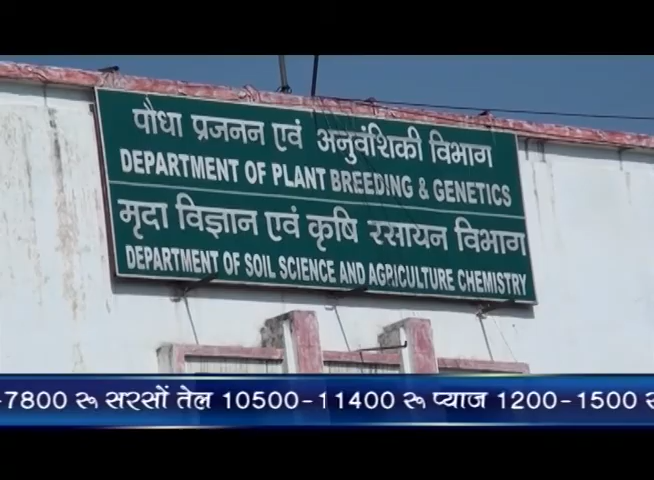 पौधा प्रजनन एवं अनुवंशिकी विभाग
DEPARTMENT OF PLANT BREEDING & GENETICS
मृदा विज्ञान एवं कृषि रसायन विभाग
DEPARTMENT OF SOIL SCIENCE AND AGRICULTURE CHEMISTRY
-7800 रू सरसों तेल 10500-11400 रू प्याज 1200-1500